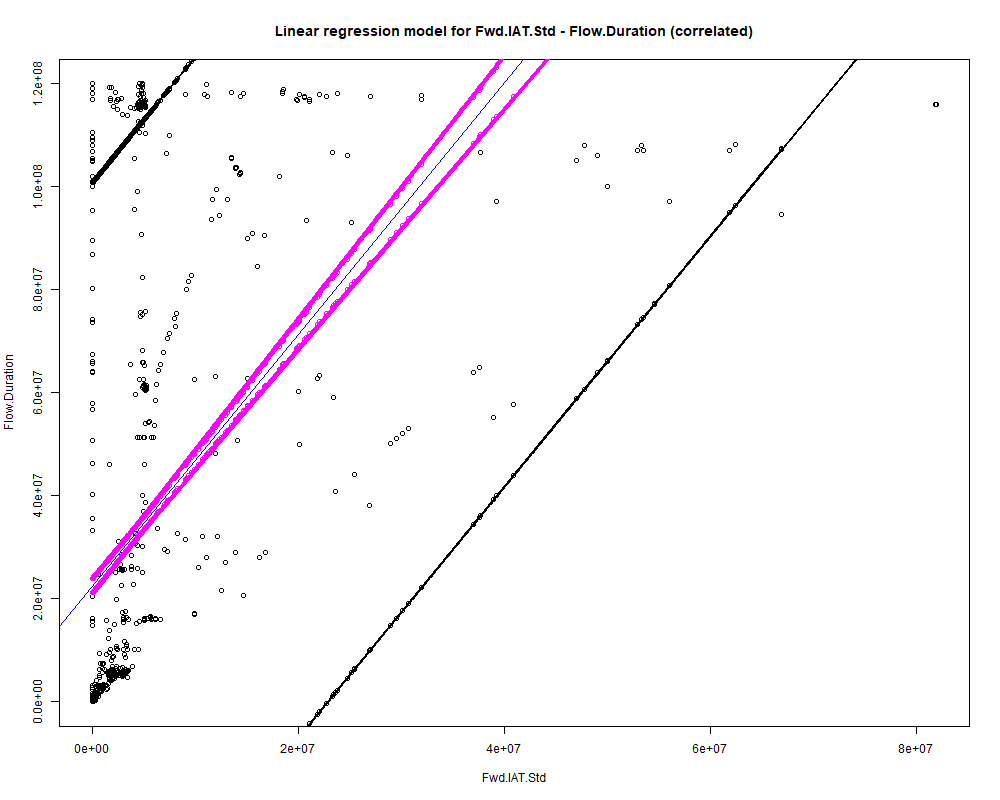 Linear regression model for Fwd.IAT.Std - Flow.Duration (correlated)
1.2e+08
1.0e+08
8.0e+07
6.0e+07
4.0e+07
2.0e+07
0.0e+00
Flow.Duration
0e+00 2e+07 4e+07 6e+07 8e+07
Fwd.IAT.Std